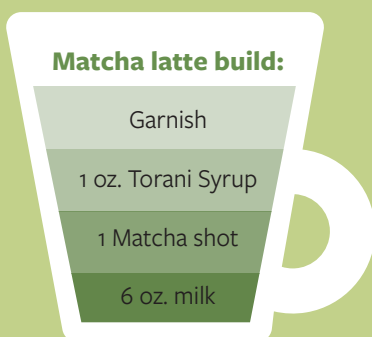 Matcha latte build:
Garnish
1 oz. Torani Syrup
1 Matcha shot
6 oz. milk